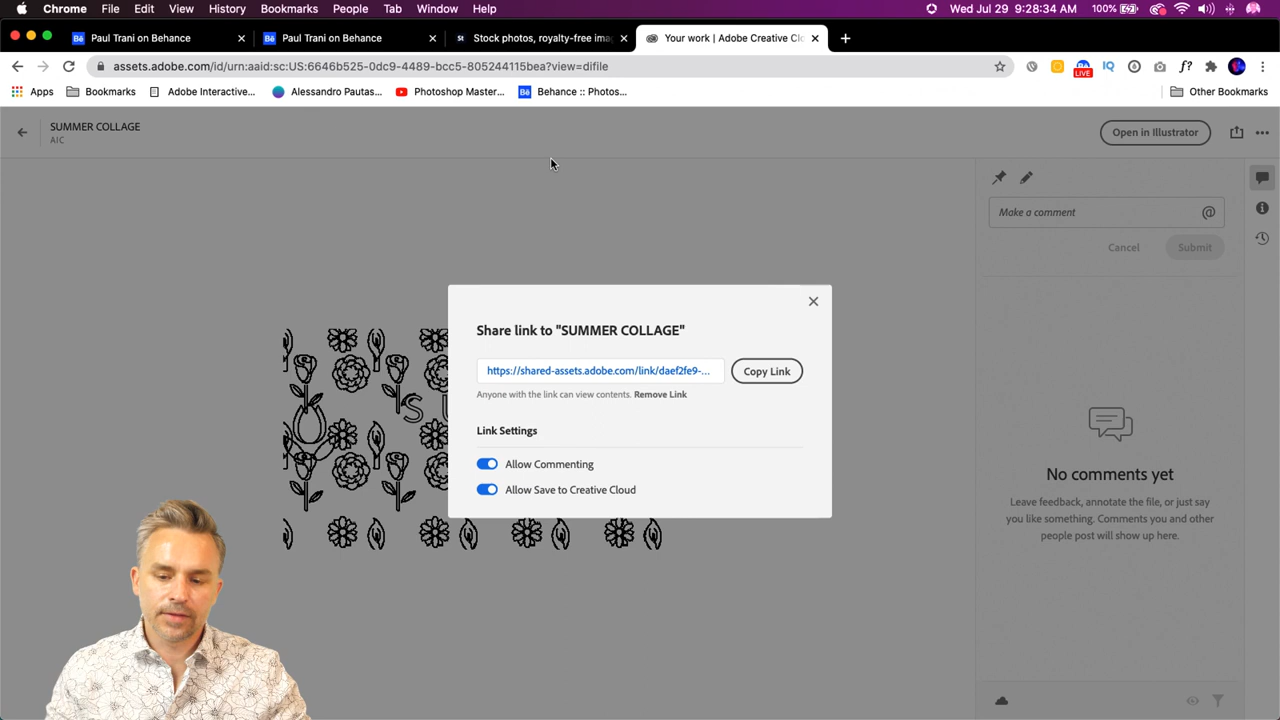 Chrome File Edit View History Bookmarks People Tab Window Help
Wed Jul 29 9:28:34 AM 100%
Paul Trani on Behance
Paul Trani on Behance
Stock photos, royalty-free ima
Your work | Adobe Creative Clo
assets.adobe.com/id/urn:aaid:sc:US:6646b525-0dc9-4489-bcc5-805244115bea?view=difile
LIVE
IQ
f?
Apps
Bookmarks
Adobe Interactive...
Alessandro Pautas...
Photoshop Master...
Behance :: Photos...
Other Bookmarks
SUMMER COLLAGE
AIC
Open in Illustrator
Make a comment
@
Cancel
Submit
Share link to "SUMMER COLLAGE"
https://shared-assets.adobe.com/link/daef2fe9-...
Copy Link
Anyone with the link can view contents. Remove Link
Link Settings
Allow Commenting
Allow Save to Creative Cloud
S U
No comments yet
Leave feedback, annotate the file, or just say
you like something. Comments you and other
people post will show up here.